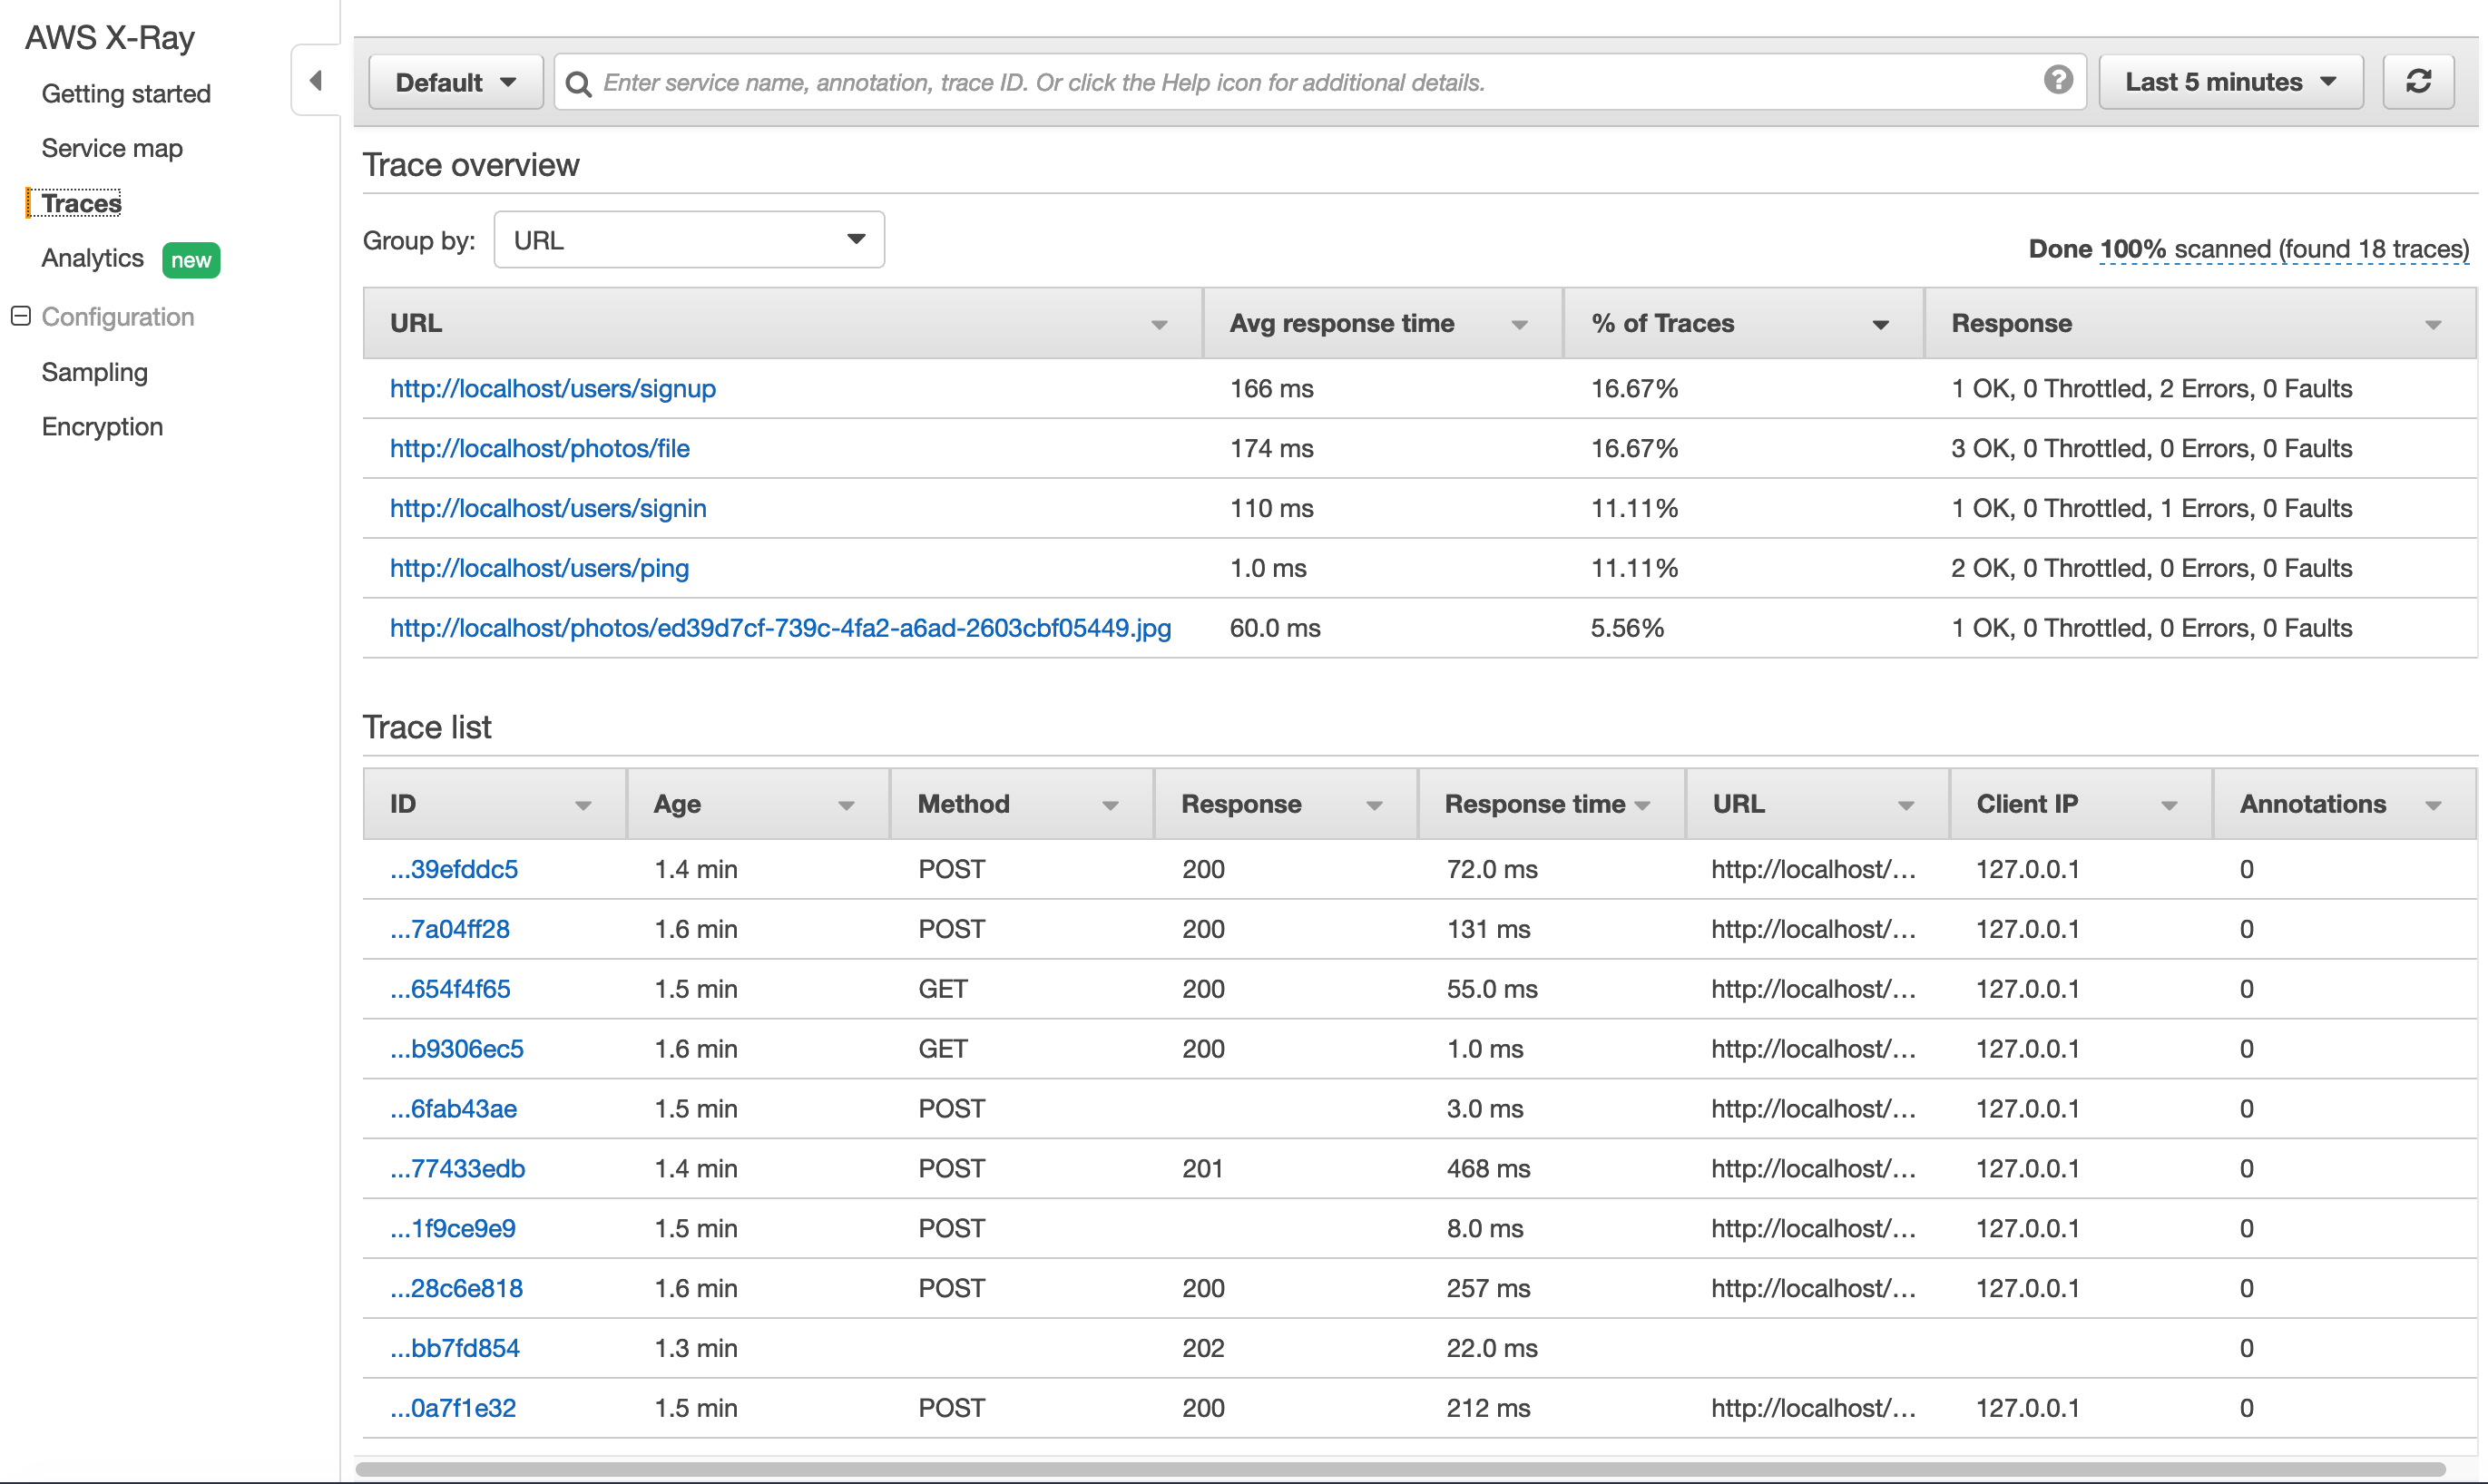 AWS X-Ray
Getting started
Service map
Traces
Analytics new
Configuration
Sampling
Encryption
Default Enter service name, annotation, trace ID. Or click the Help icon for additional details. ? Last 5 minutes
Trace overview
Group by: URL
Done 100% scanned (found 18 traces)
URL Avg response time % of Traces Response
http://localhost/users/signup 166 ms 16.67% 1 OK, 0 Throttled, 2 Errors, 0 Faults
http://localhost/photos/file 174 ms 16.67% 3 OK, 0 Throttled, 0 Errors, 0 Faults
http://localhost/users/signin 110 ms 11.11% 1 OK, 0 Throttled, 1 Errors, 0 Faults
http://localhost/users/ping 1.0 ms 11.11% 2 OK, 0 Throttled, 0 Errors, 0 Faults
http://localhost/photos/ed39d7cf-739c-4fa2-a6ad-2603cbf05449.jpg 60.0 ms 5.56% 1 OK, 0 Throttled, 0 Errors, 0 Faults
Trace list
ID Age Method Response Response time URL Client IP Annotations
...39efddc5 1.4 min POST 200 72.0 ms http://localhost/... 127.0.0.1 0
...7a04ff28 1.6 min POST 200 131 ms http://localhost/... 127.0.0.1 0
...654f4f65 1.5 min GET 200 55.0 ms http://localhost/... 127.0.0.1 0
...b9306ec5 1.6 min GET 200 1.0 ms http://localhost/... 127.0.0.1 0
...6fab43ae 1.5 min POST 3.0 ms http://localhost/... 127.0.0.1 0
...77433edb 1.4 min POST 201 468 ms http://localhost/... 127.0.0.1 0
...1f9ce9e9 1.5 min POST 8.0 ms http://localhost/... 127.0.0.1 0
...28c6e818 1.6 min POST 200 257 ms http://localhost/... 127.0.0.1 0
...bb7fd854 1.3 min 202 22.0 ms 0
...0a7f1e32 1.5 min POST 200 212 ms http://localhost/... 127.0.0.1 0